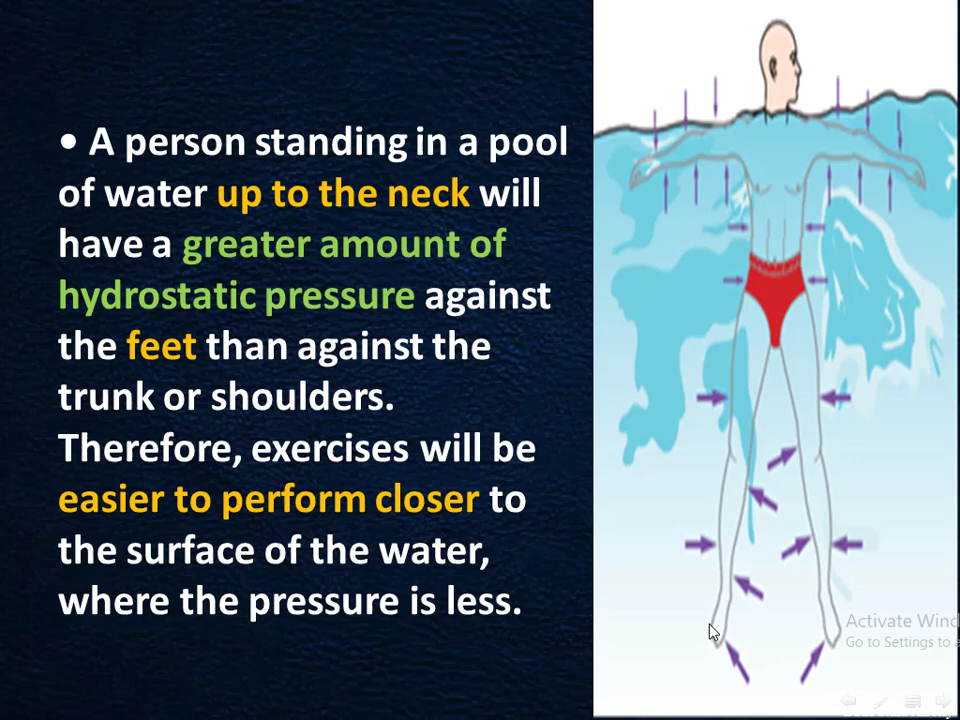 • A person standing in a pool
of water up to the neck will
have a greater amount of
hydrostatic pressure against
the feet than against the
trunk or shoulders.
Therefore, exercises will be
easier to perform closer to
the surface of the water,
where the pressure is less.
Activate Wind
Go to Settings to a